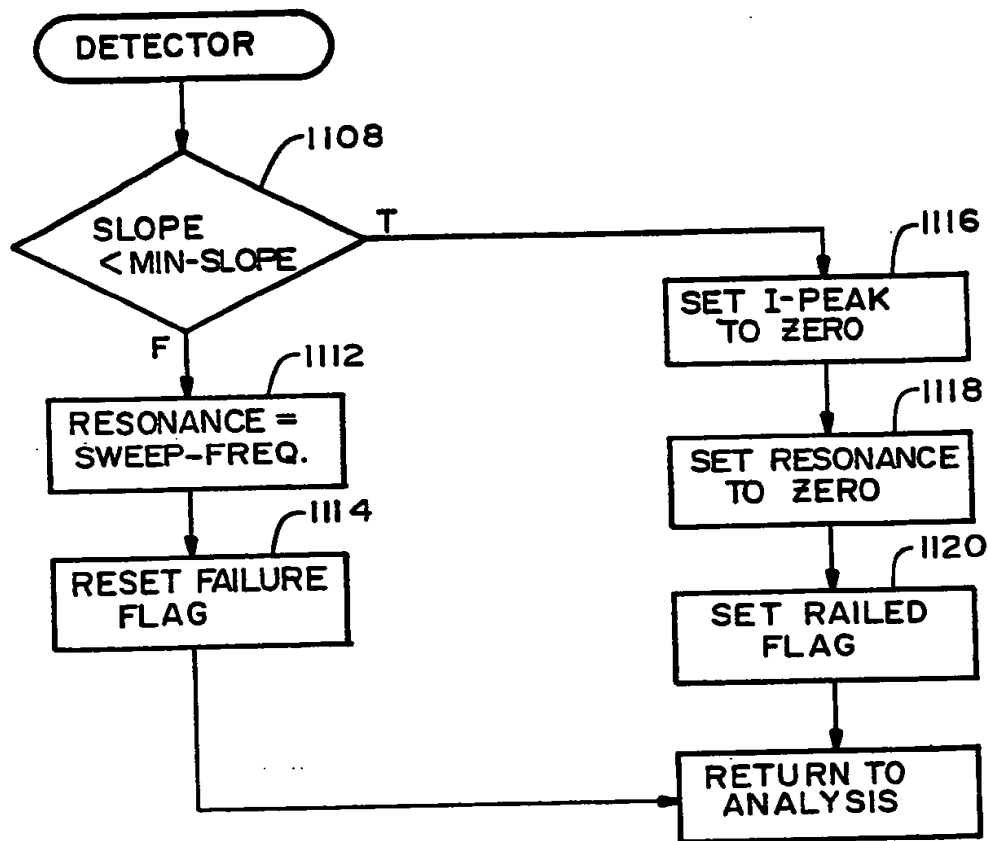 DETECTOR
1108
SLOPE
< MIN-SLOPE
T
F
1112
RESONANCE =
SWEEP-FREQ.
1114
RESET FAILURE
FLAG
1116
SET I-PEAK
TO ZERO
1118
SET RESONANCE
TO ZERO
1120
SET RAILED
FLAG
RETURN TO
ANALYSIS